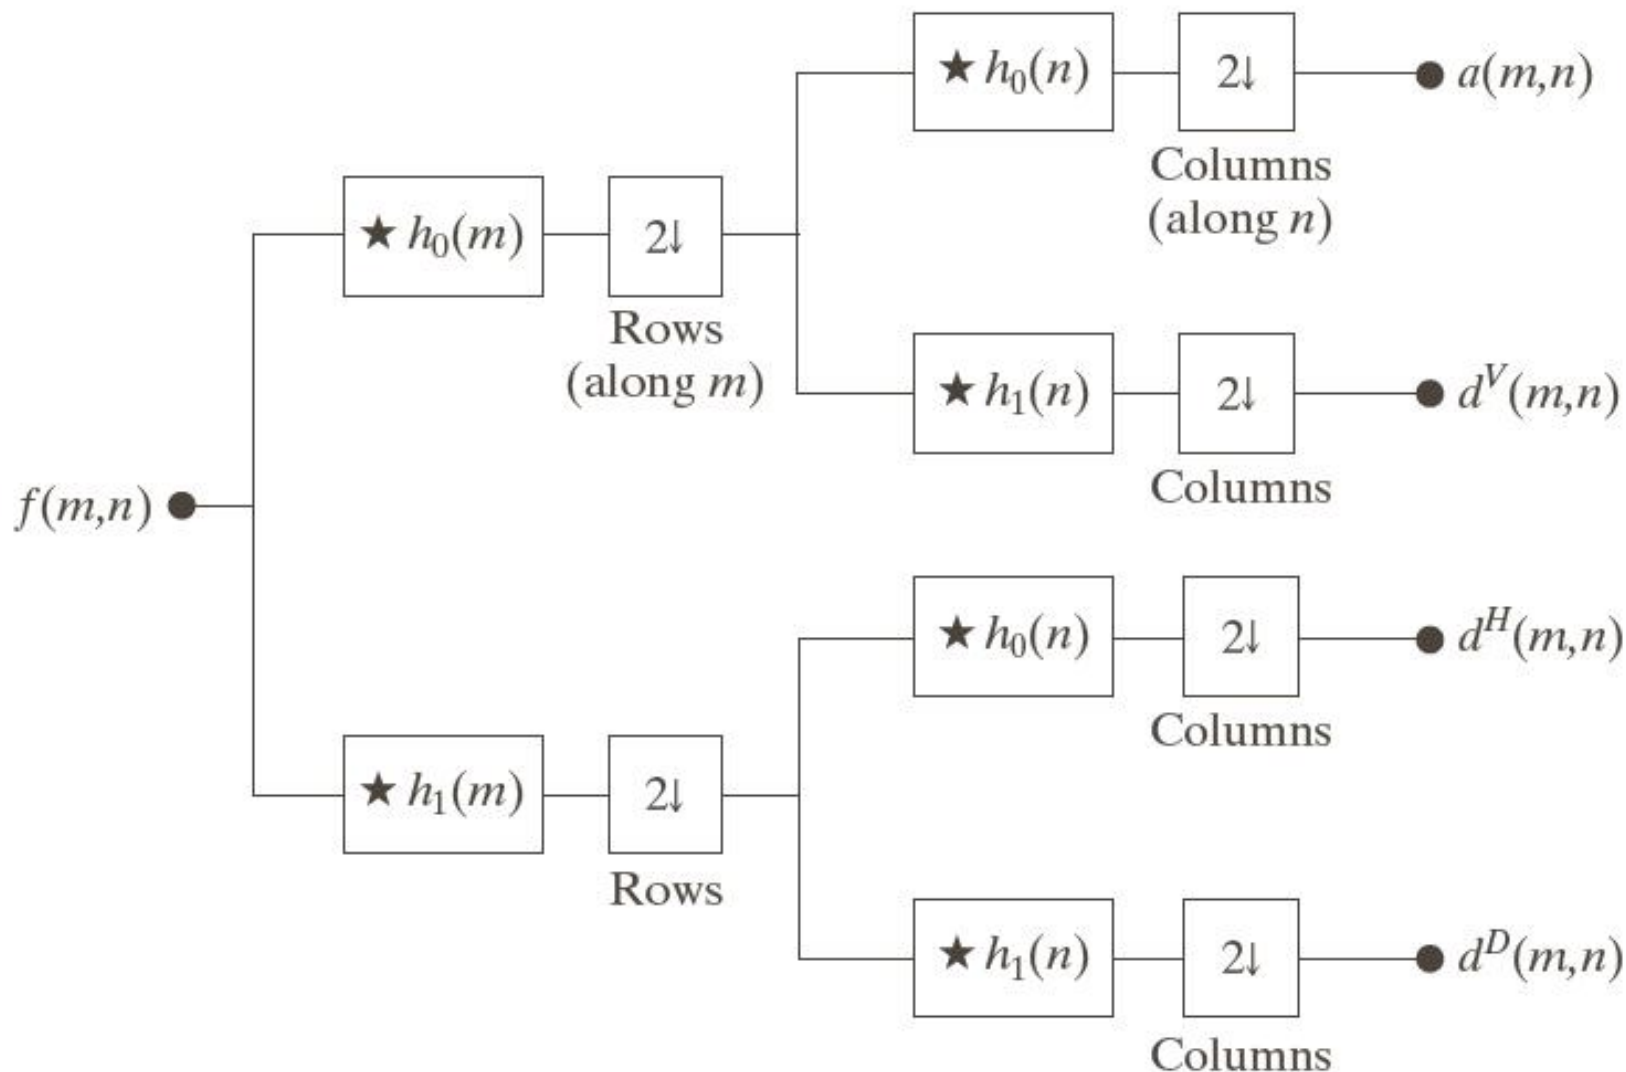 ★ h₀(n)
2↓
a(m,n)
Columns
(along n)
★ h₀(m)
2↓
Rows
(along m)
★ h₁(n)
2↓
dⱽ(m,n)
Columns
f(m,n)
★ h₀(n)
2↓
dᴴ(m,n)
Columns
★ h₁(m)
2↓
Rows
★ h₁(n)
2↓
dᴰ(m,n)
Columns